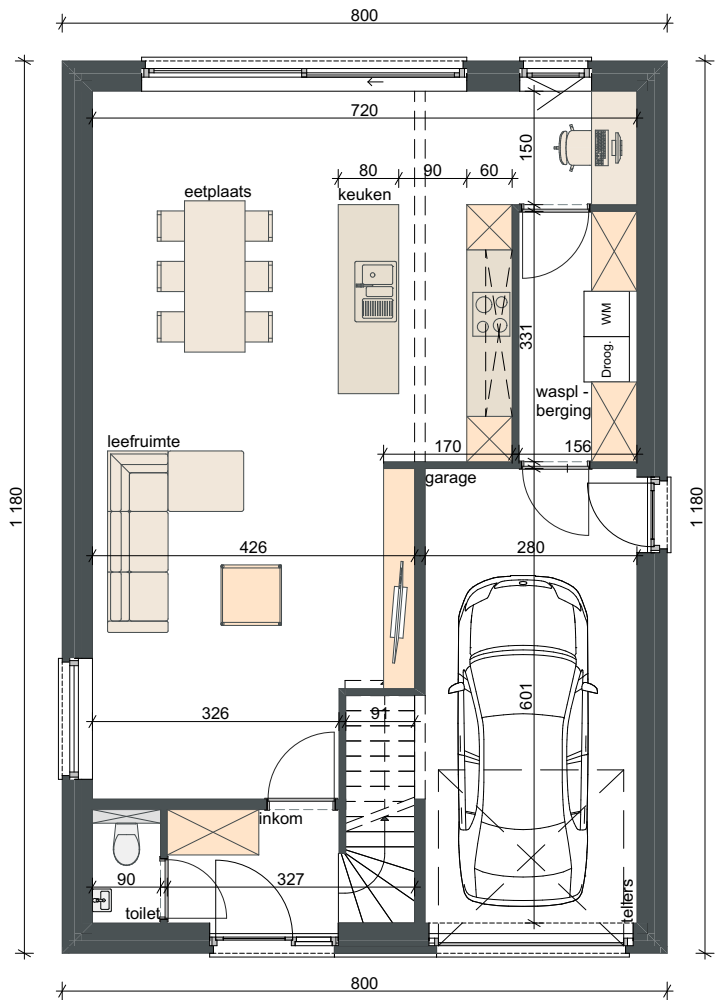 800
720
80 90 60
150
eetplaats
keuken
331
WM
Droog.
waspl -
berging
leefruimte
170
156
garage
1 180
1 180
426
280
601
326
91
inkom
90
327
toilet
tellers
800